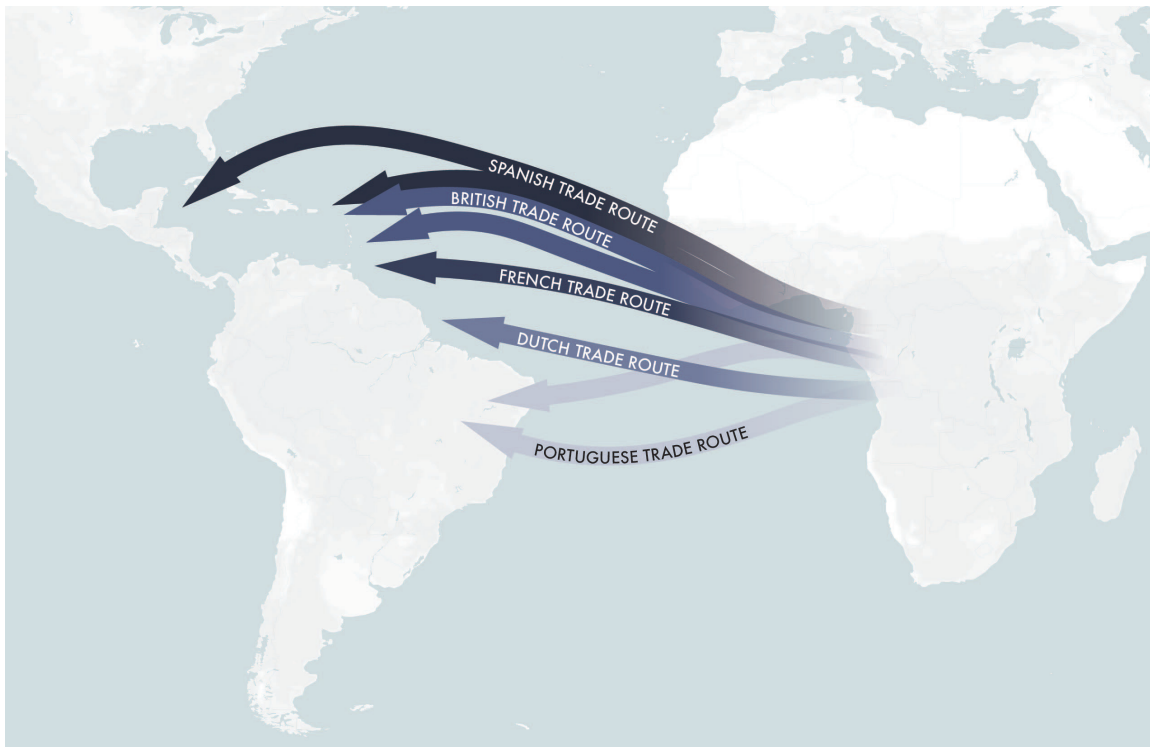 SPANISH TRADE ROUTE
BRITISH TRADE ROUTE
FRENCH TRADE ROUTE
DUTCH TRADE ROUTE
PORTUGUESE TRADE ROUTE